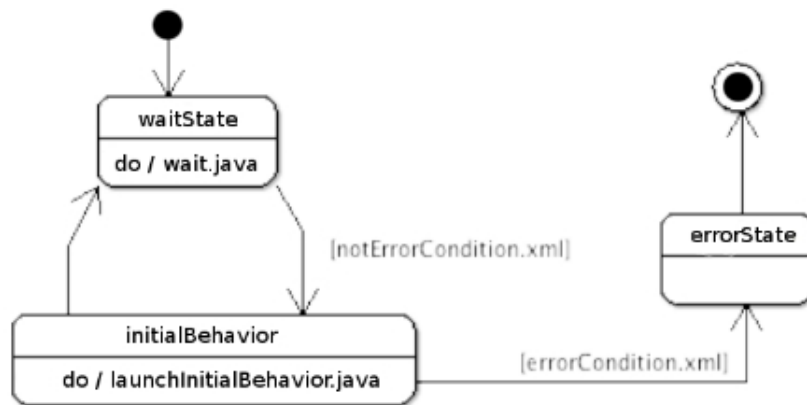 waitState
do / wait.java
[notErrorCondition.xml]
errorState
initialBehavior
do / launchInitialBehavior.java
[errorCondition.xml]